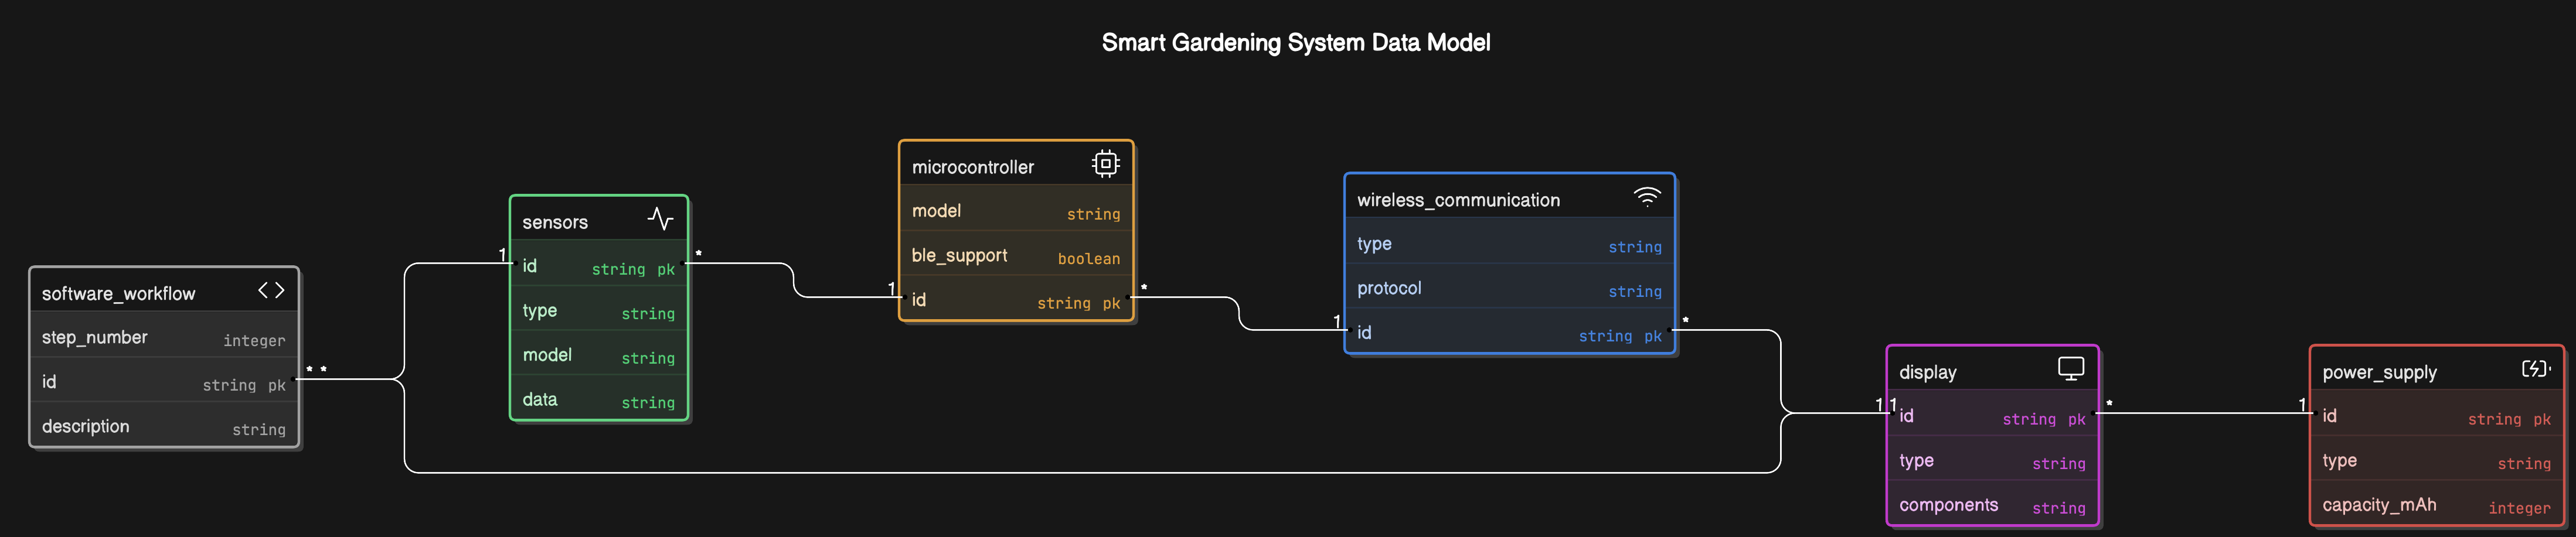 Smart Gardening System Data Model
software_workflow
step_number integer
id string pk
description string
* *
1
sensors
id string pk
type string
model string
data string
*
1
microcontroller
model string
ble_support boolean
id string pk
*
1
wireless_communication
type string
protocol string
id string pk
*
1 1
display
id string pk
type string
components string
*
1
power_supply
id string pk
type string
capacity_mAh integer